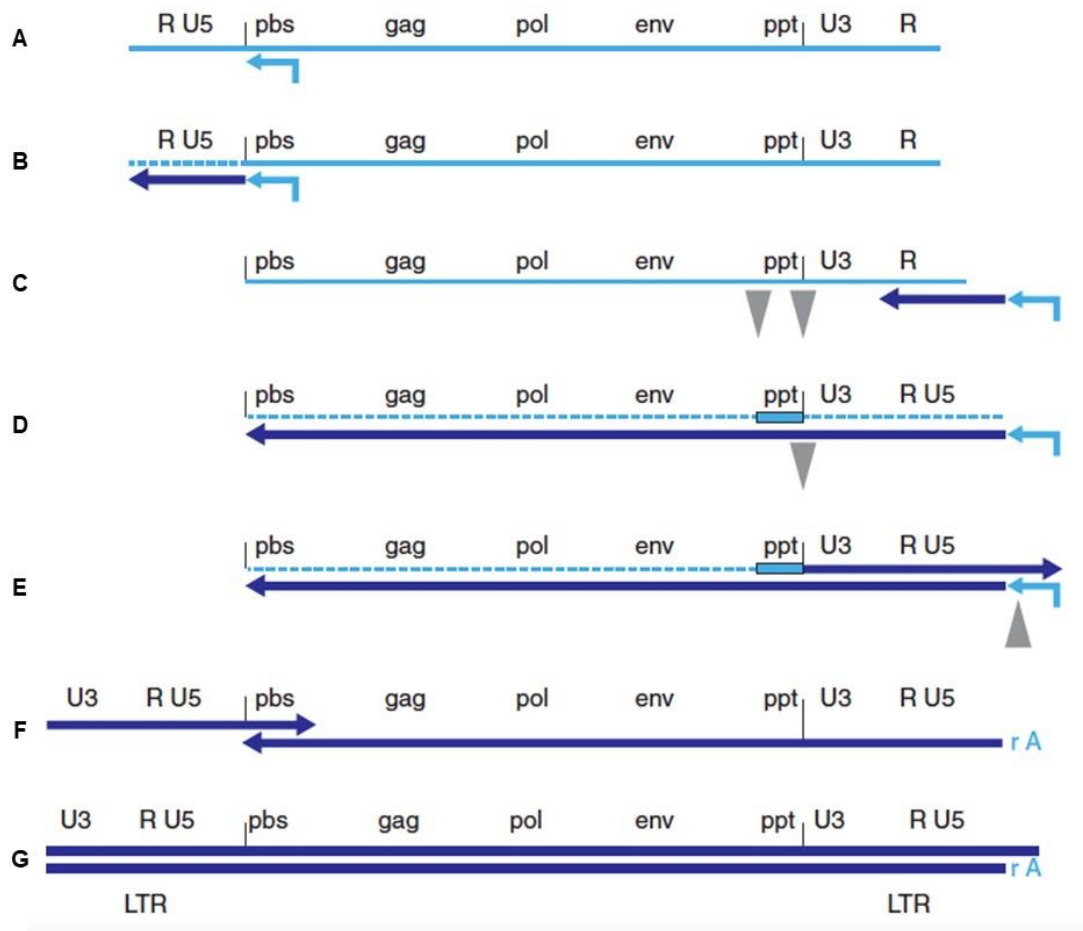 A R U5 pbs gag pol env ppt U3 R
B R U5 pbs gag pol env ppt U3 R
C pbs gag pol env ppt U3 R
D pbs gag pol env ppt U3 R U5
E pbs gag pol env ppt U3 R U5
F U3 R U5 pbs gag pol env ppt U3 R U5
r A
U3 R U5 pbs gag pol env ppt U3 R U5
G r A
LTR LTR